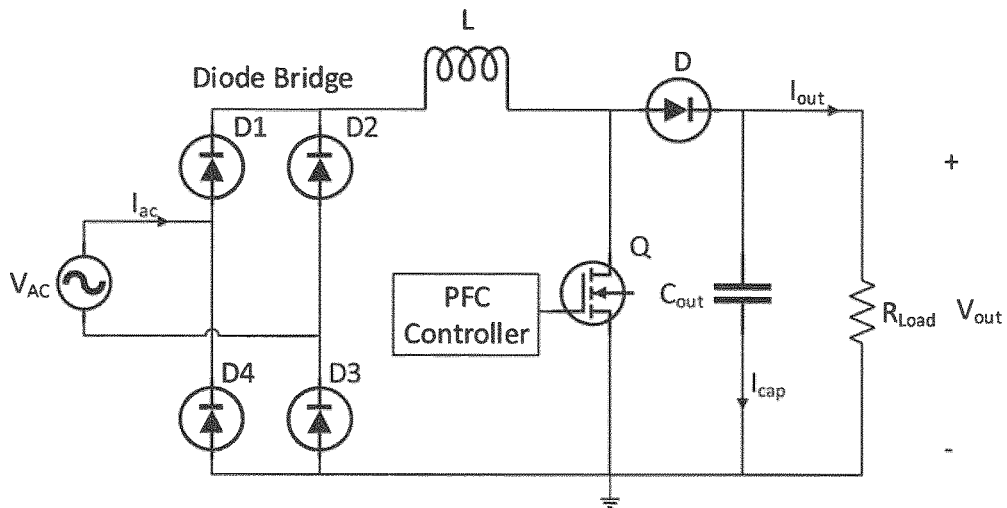 L
Diode Bridge
D
D1
D2
I_out
+
I_ac
V_AC
Q
PFC
Controller
C_out
R_Load
V_out
D4
D3
I_cap
-